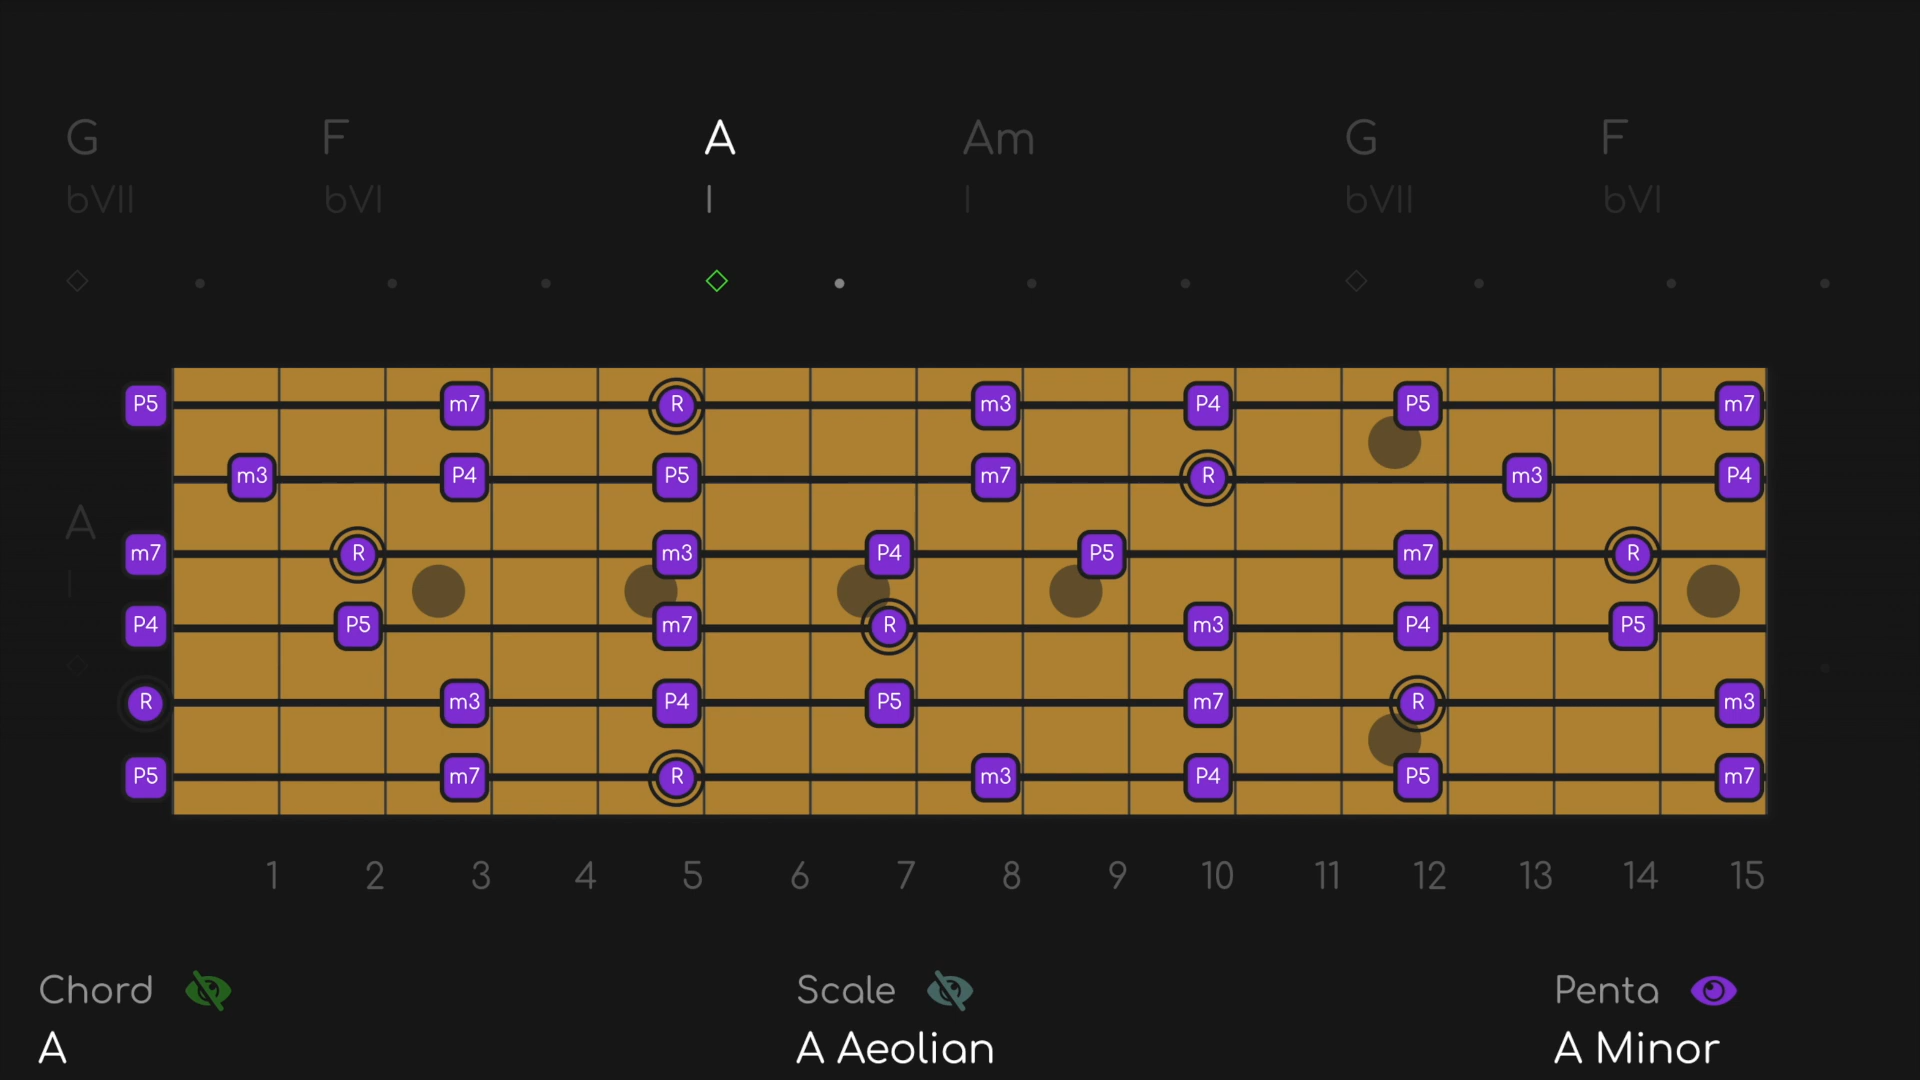 G F A Am G F
bVII bVI I I bVII bVI
P5 m7 R m3 P4 P5 m7
m3 P4 P5 m7 R m3 P4
A
m7 R m3 P4 P5 m7 R
I
P4 P5 m7 R m3 P4 P5
R m3 P4 P5 m7 R m3
P5 m7 R m3 P4 P5 m7
1 2 3 4 5 6 7 8 9 10 11 12 13 14 15
Chord Scale Penta
A A Aeolian A Minor